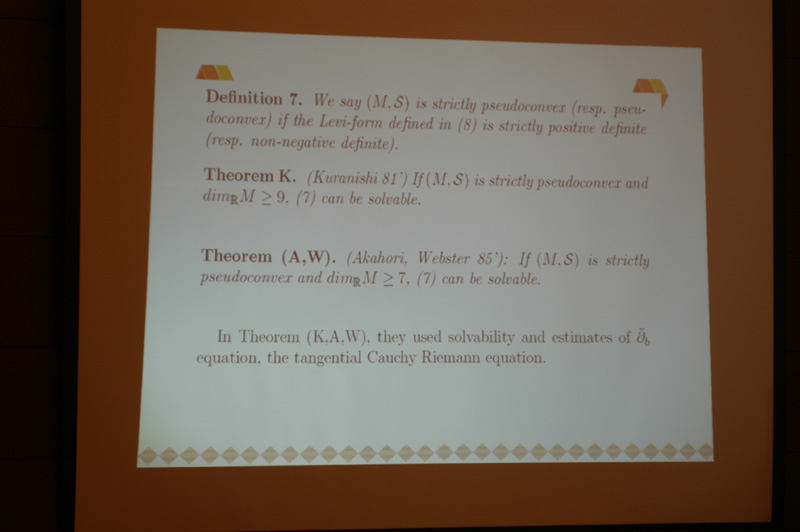 Definition 7. We say (M, S) is strictly pseudoconvex (resp. pseu-
doconvex) if the Levi-form defined in (8) is strictly positive definite
(resp. non-negative definite).
Theorem K. (Kuranishi 81') If (M, S) is strictly pseudoconvex and
dim_ℝ M ≥ 9, (7) can be solvable.
Theorem (A,W). (Akahori, Webster 85'): If (M, S) is strictly
pseudoconvex and dim_ℝ M ≥ 7, (7) can be solvable.
In Theorem (K,A,W), they used solvability and estimates of ∂̄_b
equation, the tangential Cauchy Riemann equation.